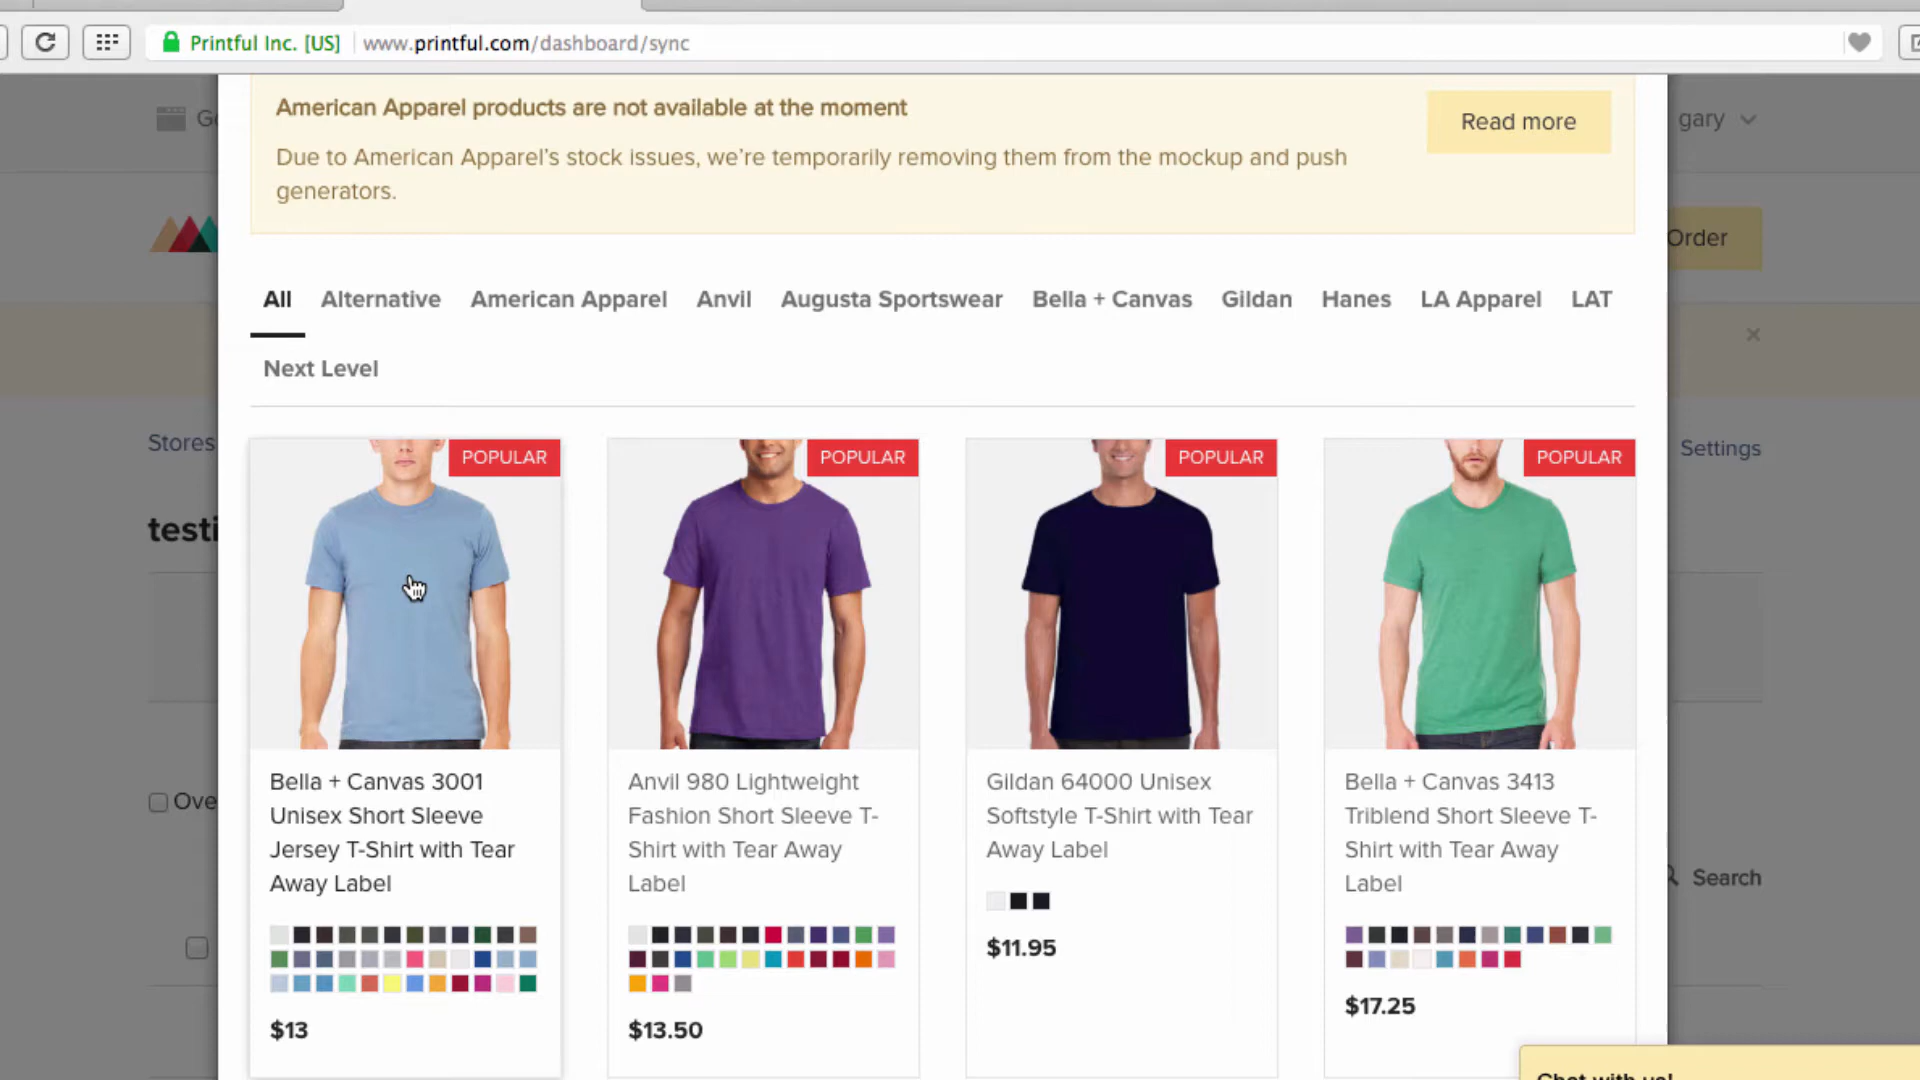 Printful Inc. [US] www.printful.com/dashboard/sync
American Apparel products are not available at the moment
Read more
gary
Due to American Apparel's stock issues, we're temporarily removing them from the mockup and push
generators.
Order
All Alternative American Apparel Anvil Augusta Sportswear Bella + Canvas Gildan Hanes LA Apparel LAT
Next Level
Stores
Settings
POPULAR POPULAR POPULAR POPULAR
testi
Bella + Canvas 3001
Unisex Short Sleeve
Jersey T-Shirt with Tear
Away Label
$13
Anvil 980 Lightweight
Fashion Short Sleeve T-
Shirt with Tear Away
Label
$13.50
Gildan 64000 Unisex
Softstyle T-Shirt with Tear
Away Label
$11.95
Bella + Canvas 3413
Triblend Short Sleeve T-
Shirt with Tear Away
Label
$17.25
Ove
Search
Chat with us!